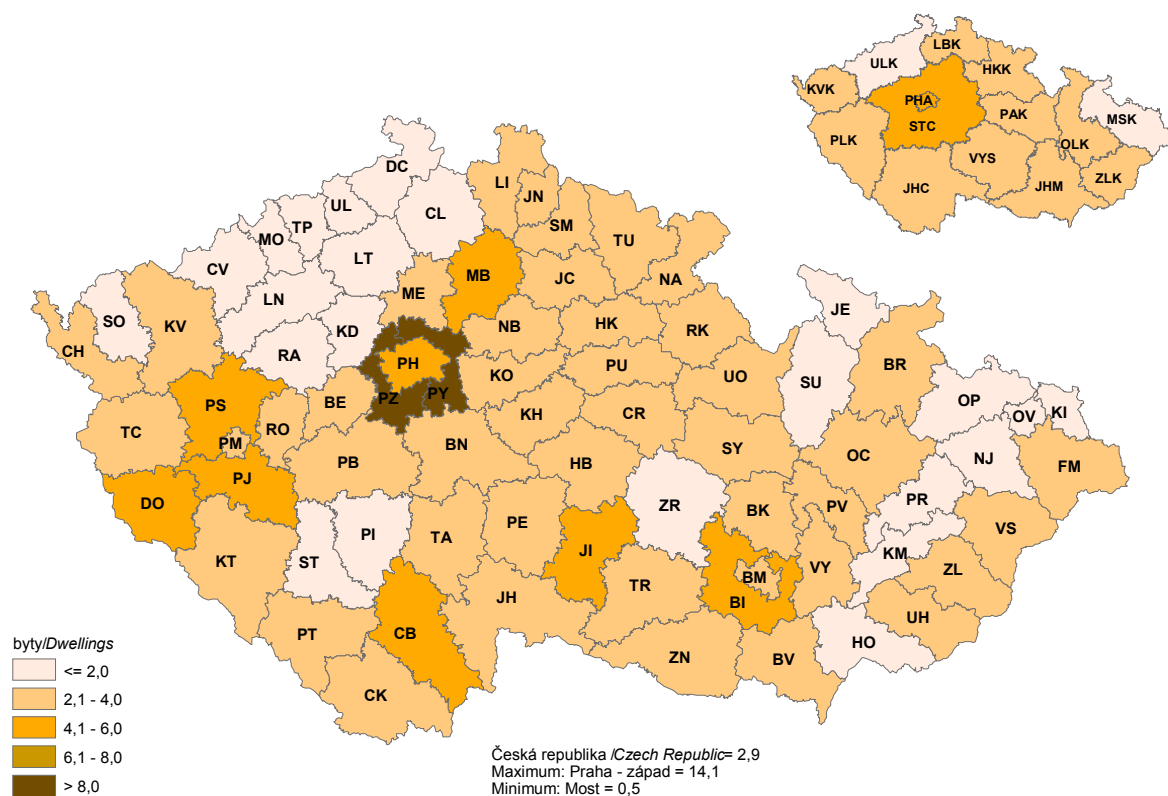 LBK
ULK
HKK
KVK
PHA
PAK
MSK
STC
PLK
OLK
VYS
ZLK
JHC
JHM
DC
LI
JN
UL
CL
TP
SM
MO
TU
LT
CV
MB
JC
NA
ME
LN
SO
KV
NB
HK
JE
KD
RK
CH
RA
BR
PH
PU
UO
KO
SU
PZ
PY
BE
PS
OP
KI
CR
OV
KH
RO
TC
PM
SY
OC
NJ
BN
PB
HB
FM
PJ
PR
DO
ZR
BK
PV
VS
PE
PI
TA
JI
KM
ST
KT
VY
ZL
BM
TR
JH
BI
UH
CB
PT
HO
ZN
BV
CK
byty/Dwellings
<= 2,0
2,1 - 4,0
4,1 - 6,0
6,1 - 8,0
> 8,0
Česká republika /Czech Republic= 2,9
Maximum: Praha - západ = 14,1
Minimum: Most = 0,5